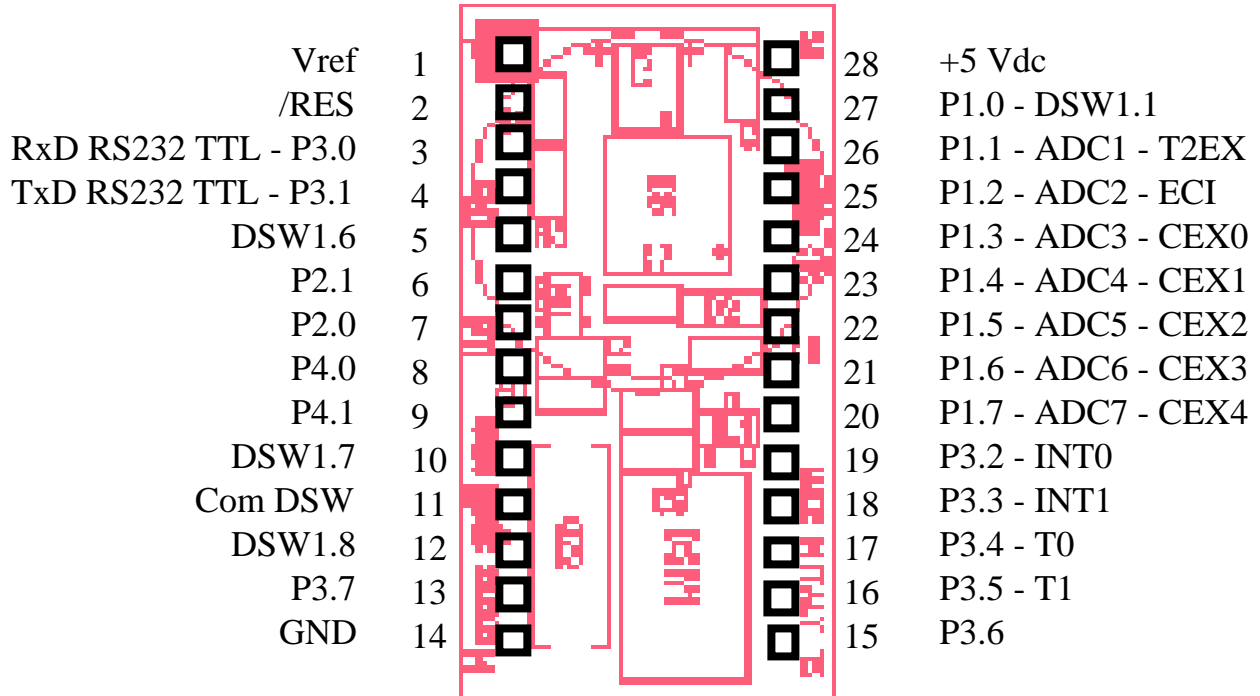 Vref 1 28 +5 Vdc
/RES 2 27 P1.0 - DSW1.1
RxD RS232 TTL - P3.0 3 26 P1.1 - ADC1 - T2EX
TxD RS232 TTL - P3.1 4 25 P1.2 - ADC2 - ECI
DSW1.6 5 24 P1.3 - ADC3 - CEX0
P2.1 6 23 P1.4 - ADC4 - CEX1
P2.0 7 22 P1.5 - ADC5 - CEX2
P4.0 8 21 P1.6 - ADC6 - CEX3
P4.1 9 20 P1.7 - ADC7 - CEX4
DSW1.7 10 19 P3.2 - INT0
Com DSW 11 18 P3.3 - INT1
DSW1.8 12 17 P3.4 - T0
P3.7 13 16 P3.5 - T1
GND 14 15 P3.6